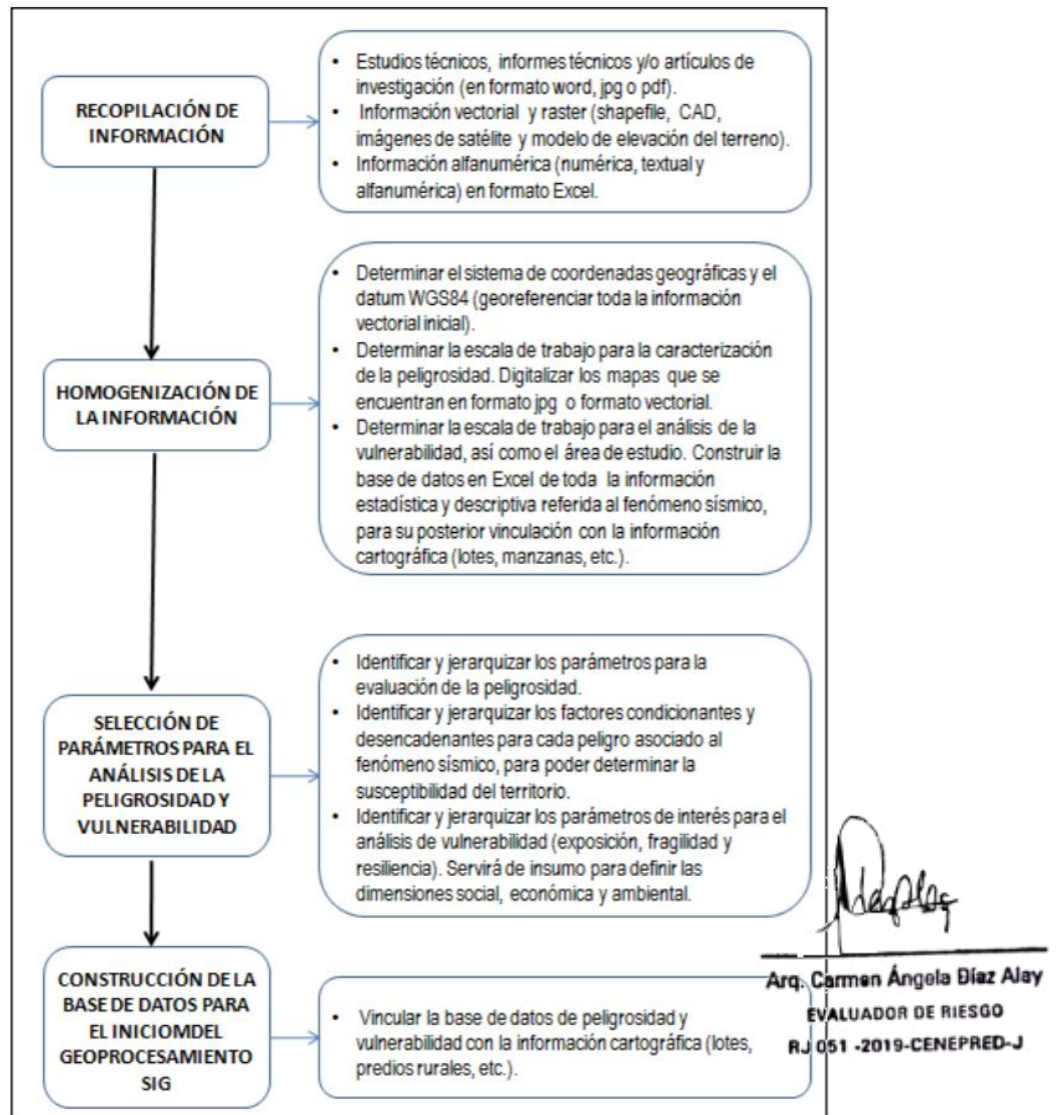 RECOPILACIÓN DE
INFORMACIÓN
• Estudios técnicos, informes técnicos y/o artículos de
investigación (en formato word, jpg o pdf).
• Información vectorial y raster (shapefile, CAD,
imágenes de satélite y modelo de elevación del terreno).
• Información alfanumérica (numérica, textual y
alfanumérica) en formato Excel.
HOMOGENIZACIÓN DE
LA INFORMACIÓN
• Determinar el sistema de coordenadas geográficas y el
datum WGS84 (georeferenciar toda la información
vectorial inicial).
• Determinar la escala de trabajo para la caracterización
de la peligrosidad. Digitalizar los mapas que se
encuentran en formato jpg o formato vectorial.
• Determinar la escala de trabajo para el análisis de la
vulnerabilidad, así como el área de estudio. Construir la
base de datos en Excel de toda la información
estadística y descriptiva referida al fenómeno sísmico,
para su posterior vinculación con la información
cartográfica (lotes, manzanas, etc.).
SELECCIÓN DE
PARÁMETROS PARA EL
ANÁLISIS DE LA
PELIGROSIDAD Y
VULNERABILIDAD
• Identificar y jerarquizar los parámetros para la
evaluación de la peligrosidad.
• Identificar y jerarquizar los factores condicionantes y
desencadenantes para cada peligro asociado al
fenómeno sísmico, para poder determinar la
susceptibilidad del territorio.
• Identificar y jerarquizar los parámetros de interés para el
análisis de vulnerabilidad (exposición, fragilidad y
resiliencia). Servirá de insumo para definir las
dimensiones social, económica y ambiental.
CONSTRUCCIÓN DE LA
BASE DE DATOS PARA
EL INICIOMDEL
GEOPROCESAMIENTO
SIG
• Vincular la base de datos de peligrosidad y
vulnerabilidad con la información cartográfica (lotes,
predios rurales, etc.).
Arq. Carmen Ángela Díaz Alay
EVALUADOR DE RIESGO
RJ 051 -2019-CENEPRED-J